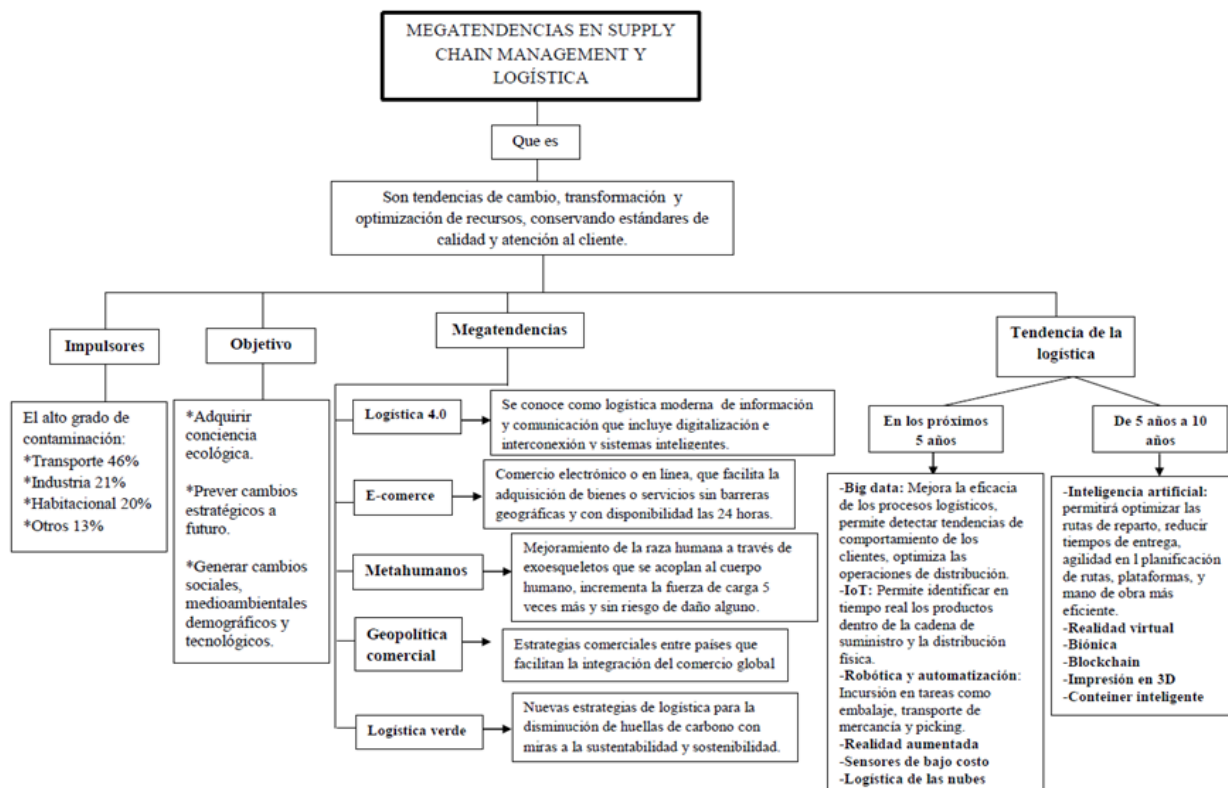 MEGATENDENCIAS EN SUPPLY
CHAIN MANAGEMENT Y
LOGÍSTICA
Que es
Son tendencias de cambio, transformación y
optimización de recursos, conservando estándares de
calidad y atención al cliente.
Impulsores
El alto grado de
contaminación:
*Transporte 46%
*Industria 21%
*Habitacional 20%
*Otros 13%
Objetivo
*Adquirir
conciencia
ecológica.
*Prever cambios
estratégicos a
futuro.
*Generar cambios
sociales,
medioambientales
demográficos y
tecnológicos.
Megatendencias
Logística 4.0
Se conoce como logística moderna de información
y comunicación que incluye digitalización e
interconexión y sistemas inteligentes.
E-comerce
Comercio electrónico o en línea, que facilita la
adquisición de bienes o servicios sin barreras
geográficas y con disponibilidad las 24 horas.
Metahumanos
Mejoramiento de la raza humana a través de
exoesqueletos que se acoplan al cuerpo
humano, incrementa la fuerza de carga 5
veces más y sin riesgo de daño alguno.
Geopolítica
comercial
Estrategias comerciales entre países que
facilitan la integración del comercio global
Logística verde
Nuevas estrategias de logística para la
disminución de huellas de carbono con
miras a la sustentabilidad y sostenibilidad.
Tendencia de la
logística
En los próximos
5 años
-Big data: Mejora la eficacia
de los procesos logísticos,
permite detectar tendencias de
comportamiento de los
clientes, optimiza las
operaciones de distribución.
-IoT: Permite identificar en
tiempo real los productos
dentro de la cadena de
suministro y la distribución
física.
-Robótica y automatización:
Incursión en tareas como
embalaje, transporte de
mercancía y picking.
-Realidad aumentada
-Sensores de bajo costo
-Logística de las nubes
De 5 años a 10
años
-Inteligencia artificial:
permitirá optimizar las
rutas de reparto, reducir
tiempos de entrega,
agilidad en l planificación
de rutas, plataformas, y
mano de obra más
eficiente.
-Realidad virtual
-Biónica
-Blockchain
-Impresión en 3D
-Conteiner inteligente